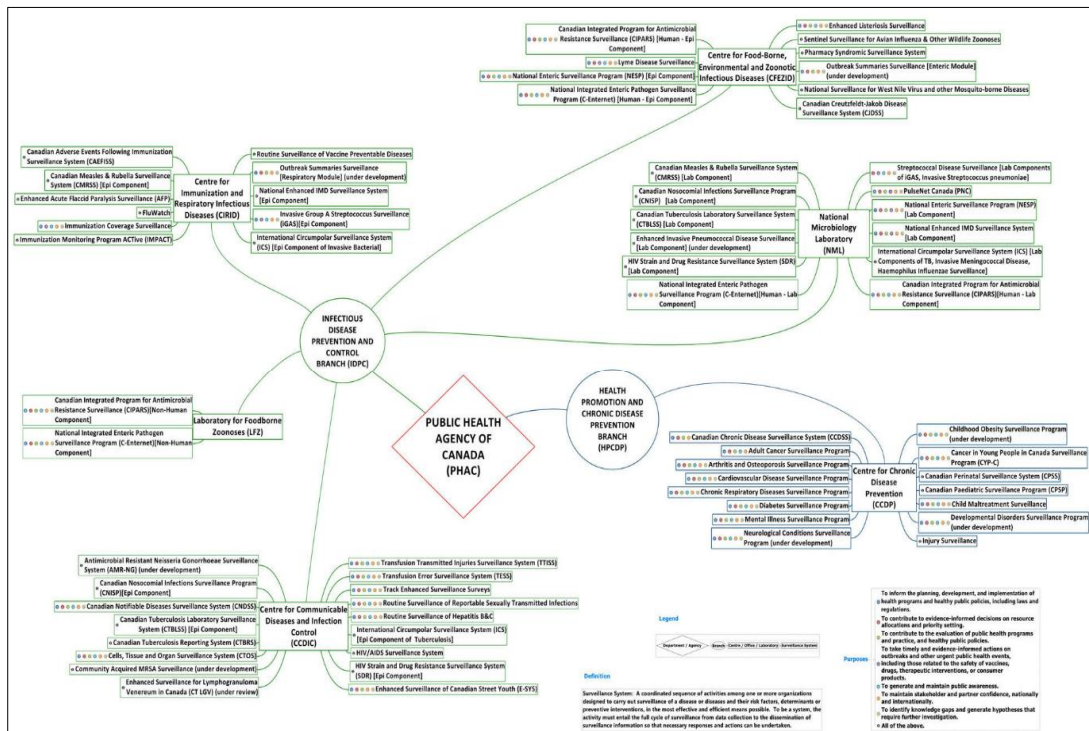 Canadian Integrated Program for Antimicrobial
Resistance Surveillance (CIPARS) [Human - Epi
Component]
Lyme Disease Surveillance
National Enteric Surveillance Program (NESP) [Epi Component]
National Integrated Enteric Pathogen Surveillance
Program (C-Enternet) [Human - Epi Component]
Centre for Food-Borne,
Environmental and Zoonotic
Infectious Diseases (CFEZID)
Enhanced Listeriosis Surveillance
Sentinel Surveillance for Avian Influenza & Other Wildlife Zoonoses
Pharmacy Syndromic Surveillance System
Outbreak Summaries Surveillance [Enteric Module]
(under development)
National Surveillance for West Nile Virus and other Mosquito-borne Diseases
Canadian Creutzfeldt-Jakob Disease
Surveillance System (CJDSS)
Canadian Adverse Events Following Immunization
Surveillance System (CAEFISS)
Canadian Measles & Rubella Surveillance
System (CMRSS) [Epi Component]
Enhanced Acute Flaccid Paralysis Surveillance (AFP)
FluWatch
Immunization Coverage Surveillance
Immunization Monitoring Program ACTive (IMPACT)
Centre for
Immunization and
Respiratory Infectious
Diseases (CIRID)
Routine Surveillance of Vaccine Preventable Diseases
Outbreak Summaries Surveillance
[Respiratory Module] (under development)
National Enhanced IMD Surveillance System
[Epi Component]
Invasive Group A Streptococcus Surveillance
(iGAS)[Epi Component]
International Circumpolar Surveillance System
(ICS) [Epi Component of Invasive Bacterial]
Canadian Measles & Rubella Surveillance System
(CMRSS) [Lab Component]
Canadian Nosocomial Infections Surveillance Program
(CNISP) [Lab Component]
Canadian Tuberculosis Laboratory Surveillance System
(CTBLSS) [Lab Component]
Enhanced Invasive Pneumococcal Disease Surveillance
[Lab Component] (under development)
HIV Strain and Drug Resistance Surveillance System (SDR)
[Lab Component]
National Integrated Enteric Pathogen
Surveillance Program (C-Enternet)[Human - Lab
Component]
National
Microbiology
Laboratory
(NML)
Streptococcal Disease Surveillance [Lab Components
of iGAS, Invasive Streptococcus pneumoniae]
PulseNet Canada (PNC)
National Enteric Surveillance Program (NESP)
[Lab Component]
National Enhanced IMD Surveillance System
[Lab Component]
International Circumpolar Surveillance System (ICS) [Lab
Components of TB, Invasive Meningococcal Disease,
Haemophilus Influenzae Surveillance]
Canadian Integrated Program for Antimicrobial
Resistance Surveillance (CIPARS)[Human - Lab
Component]
INFECTIOUS
DISEASE
PREVENTION AND
CONTROL
BRANCH (IDPC)
Canadian Integrated Program for Antimicrobial
Resistance Surveillance (CIPARS)[Non-Human
Component]
National Integrated Enteric Pathogen
Surveillance Program (C-Enternet)[Non-Human
Component]
Laboratory for Foodborne
Zoonoses (LFZ)
PUBLIC HEALTH
AGENCY OF
CANADA
(PHAC)
HEALTH
PROMOTION AND
CHRONIC DISEASE
PREVENTION
BRANCH
(HPCDP)
Canadian Chronic Disease Surveillance System (CCDSS)
Adult Cancer Surveillance Program
Arthritis and Osteoporosis Surveillance Program
Cardiovascular Disease Surveillance Program
Chronic Respiratory Diseases Surveillance Program
Diabetes Surveillance Program
Mental Illness Surveillance Program
Neurological Conditions Surveillance
Program (under development)
Centre for Chronic
Disease
Prevention
(CCDP)
Childhood Obesity Surveillance Program
(under development)
Cancer in Young People in Canada Surveillance
Program (CYP-C)
Canadian Perinatal Surveillance System (CPSS)
Canadian Paediatric Surveillance Program (CPSP)
Child Maltreatment Surveillance
Developmental Disorders Surveillance Program
(under development)
Injury Surveillance
Antimicrobial Resistant Neisseria Gonorrhoeae Surveillance
System (AMR-NG) (under development)
Canadian Nosocomial Infections Surveillance Program
(CNISP)[Epi Component]
Canadian Notifiable Diseases Surveillance System (CNDSS)
Canadian Tuberculosis Laboratory Surveillance
System (CTBLSS) [Epi Component]
Canadian Tuberculosis Reporting System (CTBRS)
Cells, Tissue and Organ Surveillance System (CTOS)
Community Acquired MRSA Surveillance (under development)
Enhanced Surveillance for Lymphogranuloma
Venereum in Canada (CT LGV) (under review)
Centre for Communicable
Diseases and Infection
Control
(CCDIC)
Transfusion Transmitted Injuries Surveillance System (TTISS)
Transfusion Error Surveillance System (TESS)
Track Enhanced Surveillance Surveys
Routine Surveillance of Reportable Sexually Transmitted Infections
Routine Surveillance of Hepatitis B&C
International Circumpolar Surveillance System (ICS)
[Epi Component of Tuberculosis]
HIV/AIDS Surveillance System
HIV Strain and Drug Resistance Surveillance System
(SDR) [Epi Component]
Enhanced Surveillance of Canadian Street Youth (E-SYS)
Legend
Department / Agency
Branch
Centre / Office / Laboratory
Surveillance System
Definition
Surveillance System: A coordinated sequence of activities among one or more organizations
designed to carry out surveillance of a disease or diseases and their risk factors, determinants or
preventive interventions, in the most effective and efficient means possible. To be a system, the
activity must entail the full cycle of surveillance from data collection to the dissemination of
surveillance information so that necessary responses and actions can be undertaken.
Purposes
To inform the planning, development, and implementation of
health programs and healthy public policies, including laws and
regulations.
To contribute to evidence-informed decisions on resource
allocations and priority setting.
To contribute to the evaluation of public health programs
and practice, and healthy public policies.
To take timely and evidence-informed actions on
outbreaks and other urgent public health events,
including those related to the safety of vaccines,
drugs, therapeutic interventions, or consumer
products.
To generate and maintain public awareness.
To maintain stakeholder and partner confidence, nationally
and internationally.
To identify knowledge gaps and generate hypotheses that
require further investigation.
All of the above.